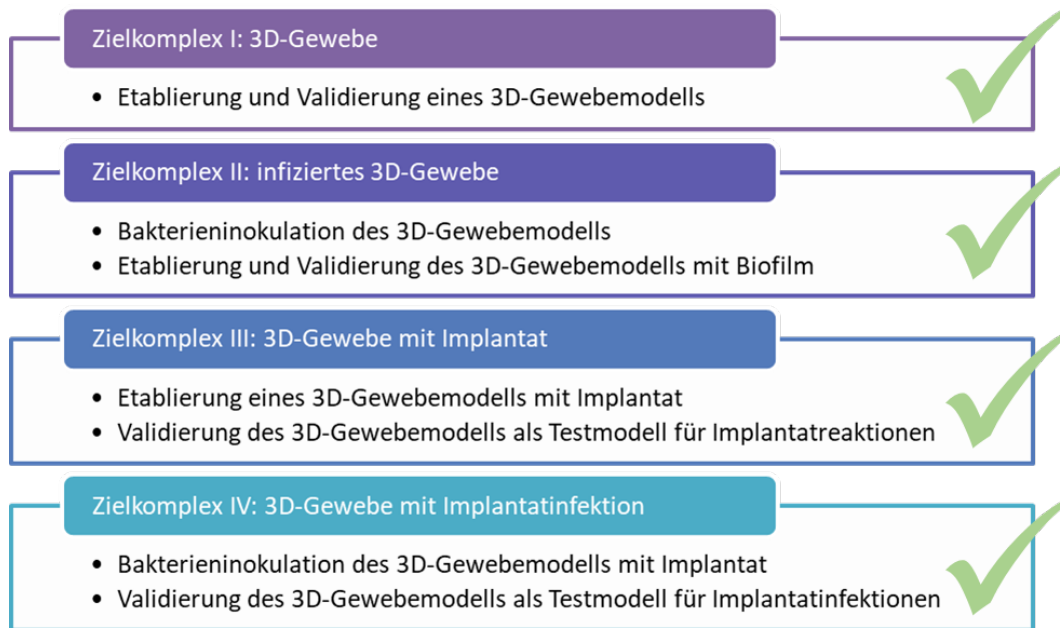 Zielkomplex I: 3D-Gewebe
• Etablierung und Validierung eines 3D-Gewebemodells
Zielkomplex II: infiziertes 3D-Gewebe
• Bakterieninokulation des 3D-Gewebemodells
• Etablierung und Validierung des 3D-Gewebemodells mit Biofilm
Zielkomplex III: 3D-Gewebe mit Implantat
• Etablierung eines 3D-Gewebemodells mit Implantat
• Validierung des 3D-Gewebemodells als Testmodell für Implantatreaktionen
Zielkomplex IV: 3D-Gewebe mit Implantatinfektion
• Bakterieninokulation des 3D-Gewebemodells mit Implantat
• Validierung des 3D-Gewebemodells als Testmodell für Implantatinfektionen